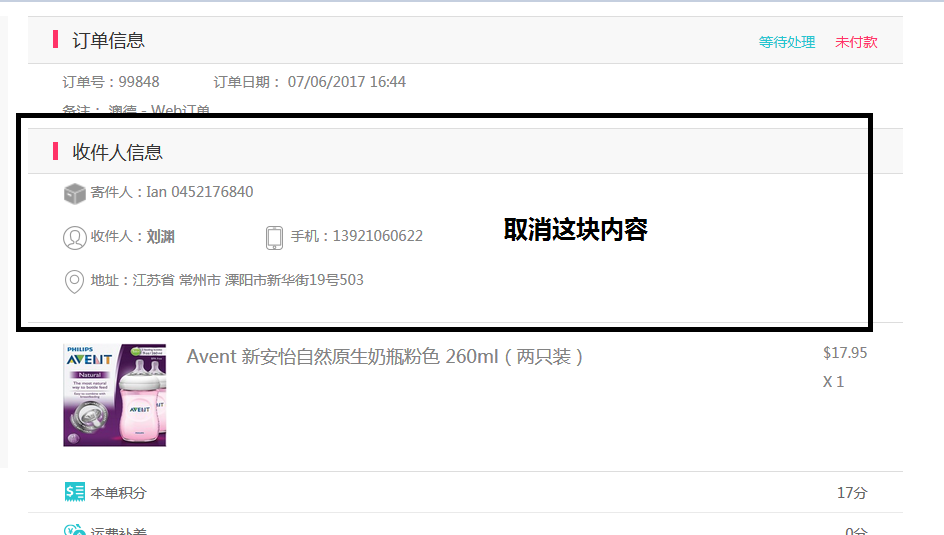 订单信息
等待处理 未付款
订单号：99848 订单日期： 07/06/2017 16:44
备注： 澳德 - Web订单
收件人信息
寄件人：Ian 0452176840
取消这块内容
收件人：刘渊 手机：13921060622
地址：江苏省 常州市 溧阳市新华街19号503
PHILIPS
AVENT
Natural
Avent 新安怡自然原生奶瓶粉色 260ml（两只装）
$17.95
X 1
AVENT
本单积分 17分
运费补差 0分